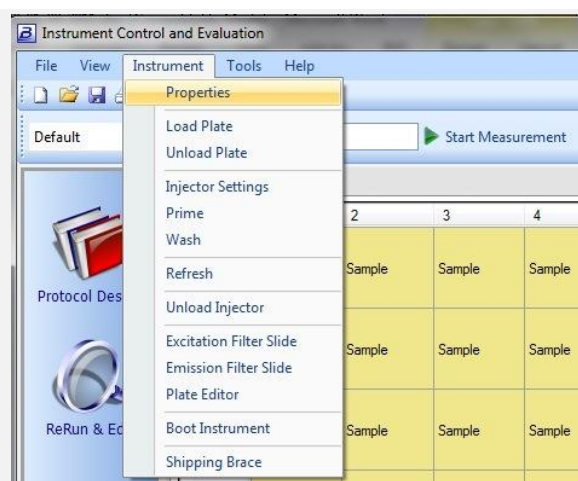 Instrument Control and Evaluation
File View Instrument Tools Help
Properties
Default
Start Measurement
Load Plate
Unload Plate
Injector Settings
Prime
Wash
Refresh
Unload Injector
Excitation Filter Slide
Emission Filter Slide
Plate Editor
Boot Instrument
Shipping Brace
2 3 4
Sample Sample Sample
Protocol Des
Sample Sample Sample
ReRun & Ed
Sample Sample Sample